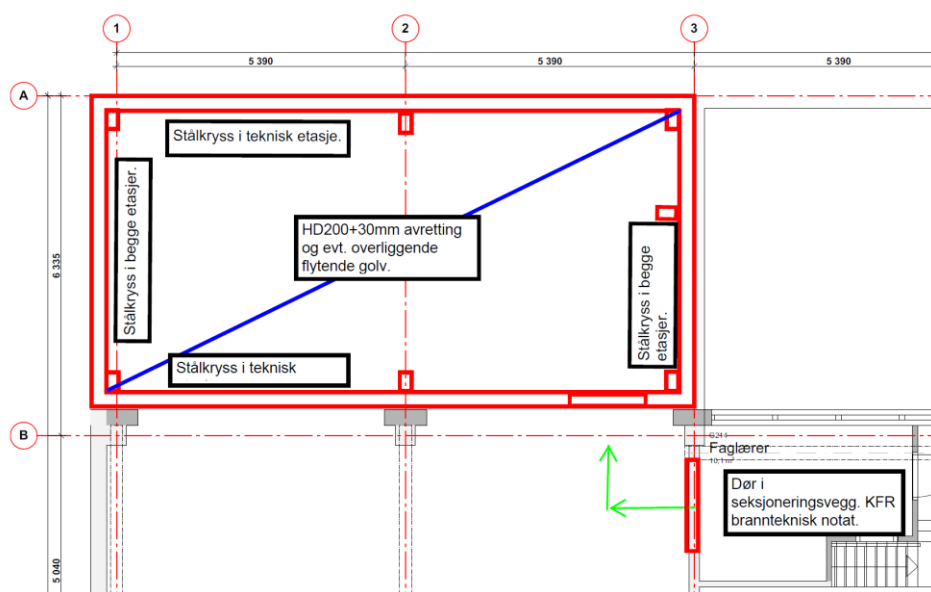 1
2
3
5 390
5 390
5 390
A
Stålkryss i teknisk etasje.
Stålkryss i begge etasjer.
HD200+30mm avretting
og evt. overliggende
flytende golv.
6 335
Stålkryss i begge
etasjer.
Stålkryss i teknisk
B
Faglærer
Dør i
seksjoneringsvegg. KFR
brannteknisk notat.
5 040